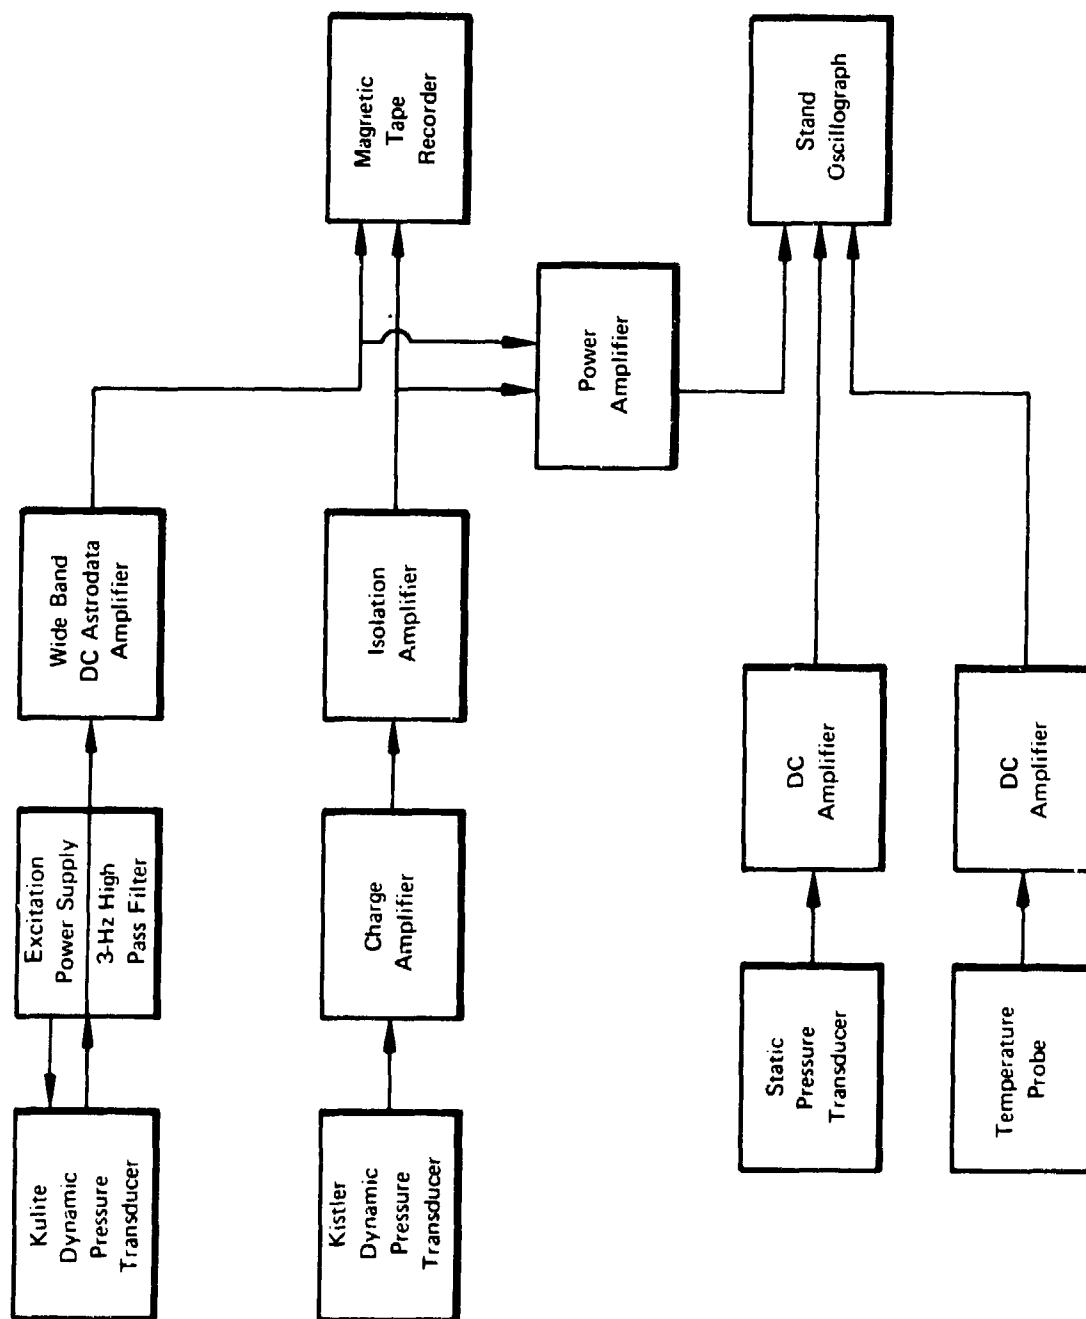 Kulite
Dynamic
Pressure
Transducer
Excitation
Power Supply
3-Hz High
Pass Filter
Wide Band
DC Astrodata
Amplifier
Kistler
Dynamic
Pressure
Transducer
Charge
Amplifier
Isolation
Amplifier
Magnetic
Tape
Recorder
Power
Amplifier
Static
Pressure
Transducer
DC
Amplifier
Stand
Oscillograph
Temperature
Probe
DC
Amplifier